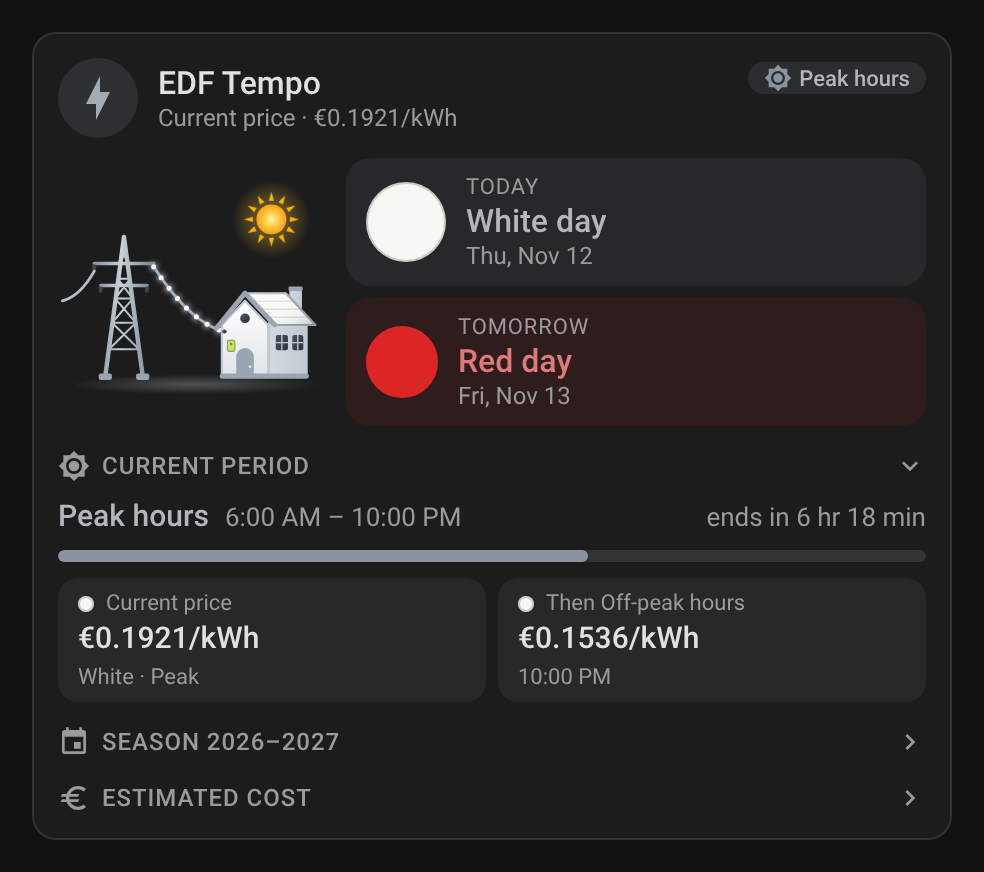 EDF Tempo
Current price · €0.1921/kWh
Peak hours
TODAY
White day
Thu, Nov 12
TOMORROW
Red day
Fri, Nov 13
CURRENT PERIOD
Peak hours 6:00 AM – 10:00 PM ends in 6 hr 18 min
Current price
€0.1921/kWh
White · Peak
Then Off-peak hours
€0.1536/kWh
10:00 PM
SEASON 2026–2027
ESTIMATED COST